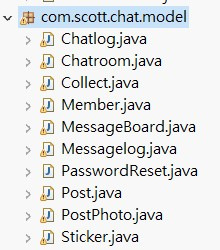 com.scott.chat.model
Chatlog.java
Chatroom.java
Collect.java
Member.java
MessageBoard.java
Messagelog.java
PasswordReset.java
Post.java
PostPhoto.java
Sticker.java